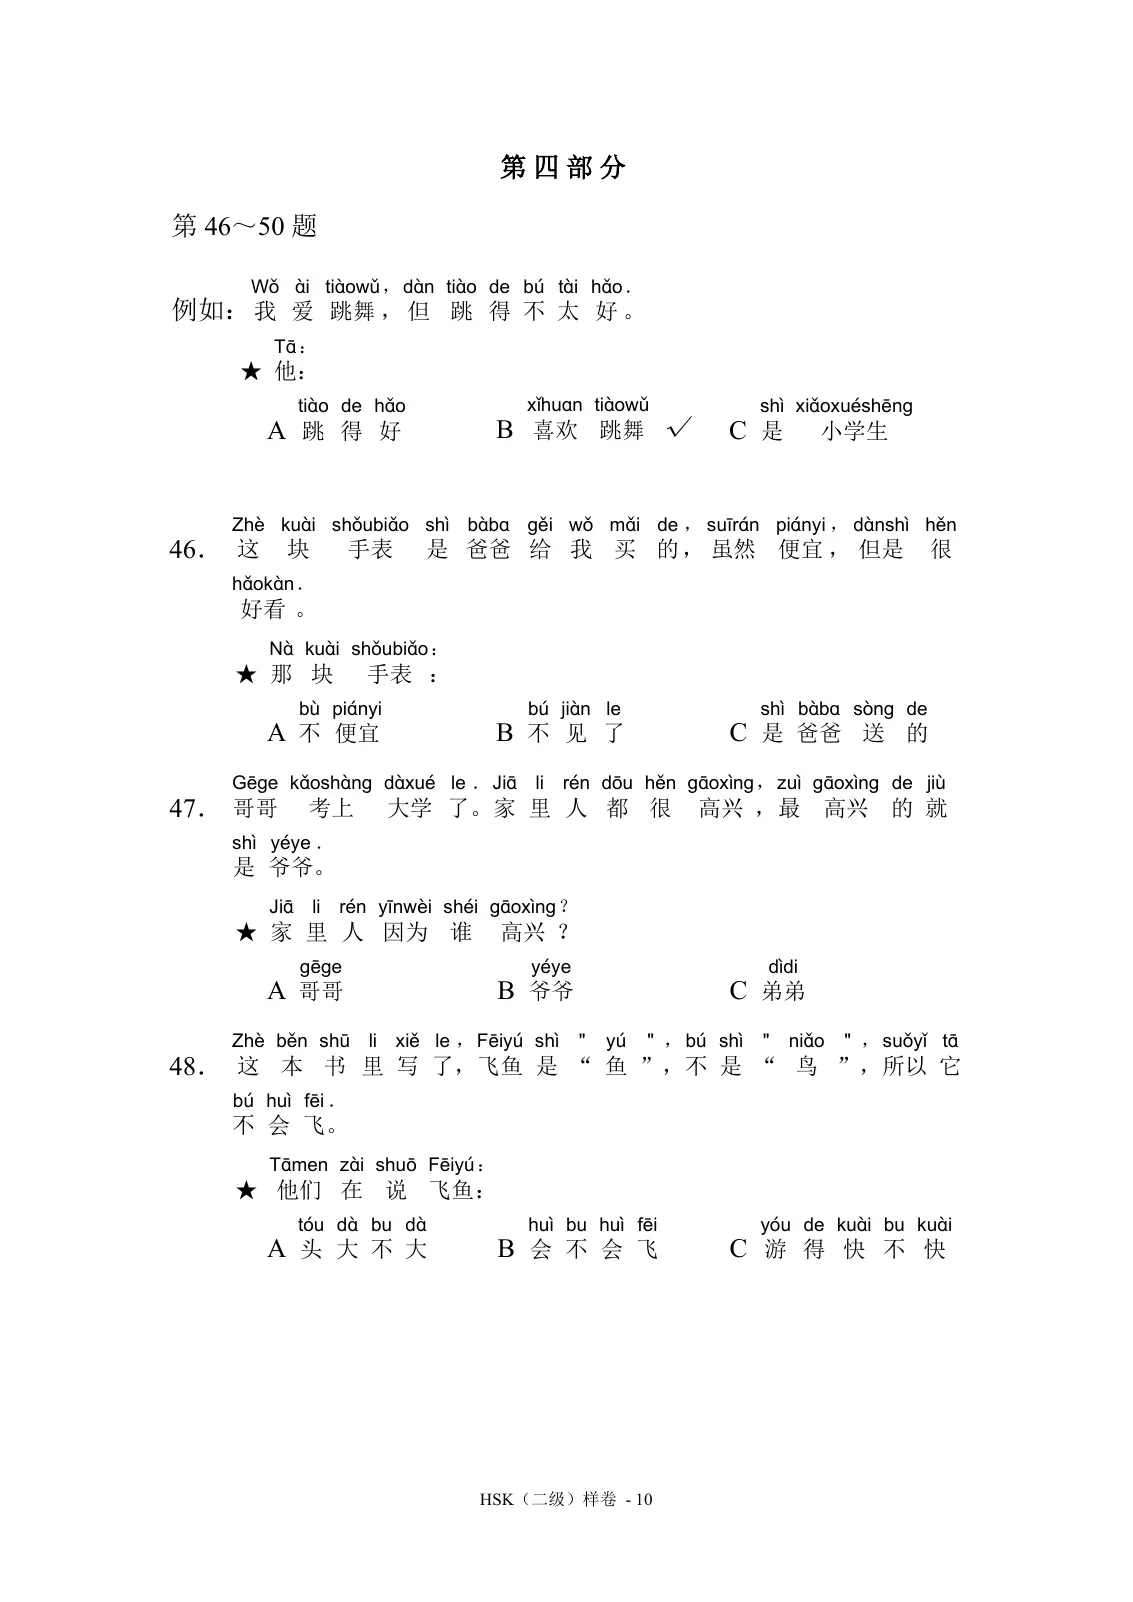 第四部分
第 46～50 题
Wǒ ài tiàowǔ, dàn tiào de bú tài hǎo.
例如：我 爱 跳舞，但 跳 得 不 太 好。
Tā:
★ 他：
tiào de hǎo xǐhuan tiàowǔ shì xiǎoxuéshēng
A 跳 得 好 B 喜欢 跳舞 √ C 是 小学生
Zhè kuài shǒubiǎo shì bàba gěi wǒ mǎi de, suīrán piányi, dànshì hěn
46. 这 块 手表 是 爸爸 给 我 买 的，虽然 便宜，但是 很
hǎokàn.
好看。
Nà kuài shǒubiǎo:
★ 那 块 手表：
bù piányi bú jiàn le shì bàba sòng de
A 不 便宜 B 不 见 了 C 是 爸爸 送 的
Gēge kǎoshàng dàxué le. Jiā li rén dōu hěn gāoxìng, zuì gāoxìng de jiù
47. 哥哥 考上 大学 了。家 里 人 都 很 高兴，最 高兴 的 就
shì yéye.
是 爷爷。
Jiā li rén yīnwèi shéi gāoxìng?
★ 家 里 人 因为 谁 高兴？
gēge yéye dìdi
A 哥哥 B 爷爷 C 弟弟
Zhè běn shū li xiě le, Fēiyú shì " yú ", bú shì " niǎo ", suǒyǐ tā
48. 这 本 书 里 写 了，飞鱼 是 “ 鱼 ”，不 是 “ 鸟 ”，所以 它
bú huì fēi.
不 会 飞。
Tāmen zài shuō Fēiyú:
★ 他们 在 说 飞鱼：
tóu dà bu dà huì bu huì fēi yóu de kuài bu kuài
A 头 大 不 大 B 会 不 会 飞 C 游 得 快 不 快
HSK（二级）样卷 - 10